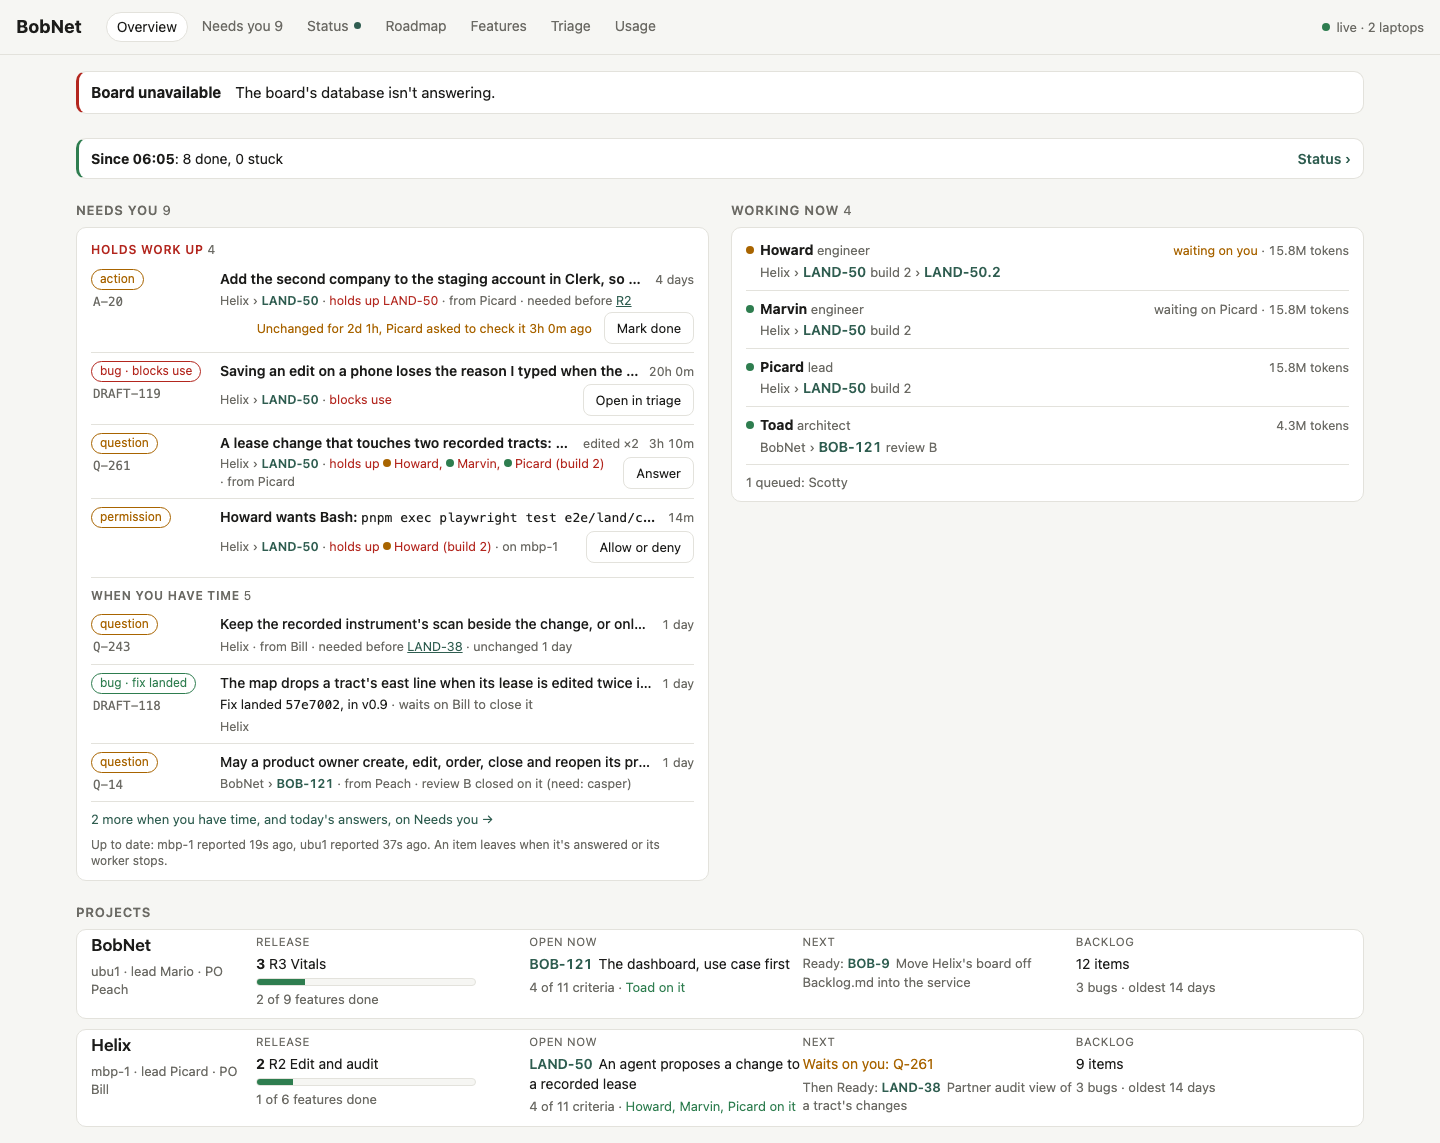 BobNet Overview Needs you 9 Status Roadmap Features Triage Usage live · 2 laptops
Board unavailable The board's database isn't answering.
Since 06:05: 8 done, 0 stuck Status ›
NEEDS YOU 9
HOLDS WORK UP 4
action Add the second company to the staging account in Clerk, so ... 4 days
A-20 Helix › LAND-50 · holds up LAND-50 · from Picard · needed before R2
Unchanged for 2d 1h, Picard asked to check it 3h 0m ago Mark done
bug · blocks use Saving an edit on a phone loses the reason I typed when the ... 20h 0m
DRAFT-119 Helix › LAND-50 · blocks use Open in triage
question A lease change that touches two recorded tracts: ... edited ×2 3h 10m
Q-261 Helix › LAND-50 · holds up Howard, Marvin, Picard (build 2)
· from Picard Answer
permission Howard wants Bash: pnpm exec playwright test e2e/land/c... 14m
Helix › LAND-50 · holds up Howard (build 2) · on mbp-1 Allow or deny
WHEN YOU HAVE TIME 5
question Keep the recorded instrument's scan beside the change, or onl... 1 day
Q-243 Helix · from Bill · needed before LAND-38 · unchanged 1 day
bug · fix landed The map drops a tract's east line when its lease is edited twice i... 1 day
DRAFT-118 Fix landed 57e7002, in v0.9 · waits on Bill to close it
Helix
question May a product owner create, edit, order, close and reopen its pr... 1 day
Q-14 BobNet › BOB-121 · from Peach · review B closed on it (need: casper)
2 more when you have time, and today's answers, on Needs you →
Up to date: mbp-1 reported 19s ago, ubu1 reported 37s ago. An item leaves when it's answered or its
worker stops.
WORKING NOW 4
Howard engineer waiting on you · 15.8M tokens
Helix › LAND-50 build 2 › LAND-50.2
Marvin engineer waiting on Picard · 15.8M tokens
Helix › LAND-50 build 2
Picard lead 15.8M tokens
Helix › LAND-50 build 2
Toad architect 4.3M tokens
BobNet › BOB-121 review B
1 queued: Scotty
PROJECTS
BobNet
ubu1 · lead Mario · PO
Peach
RELEASE
3 R3 Vitals
2 of 9 features done
OPEN NOW
BOB-121 The dashboard, use case first
4 of 11 criteria · Toad on it
NEXT
Ready: BOB-9 Move Helix's board off
Backlog.md into the service
BACKLOG
12 items
3 bugs · oldest 14 days
Helix
mbp-1 · lead Picard · PO
Bill
RELEASE
2 R2 Edit and audit
1 of 6 features done
OPEN NOW
LAND-50 An agent proposes a change to
a recorded lease
4 of 11 criteria · Howard, Marvin, Picard on it
NEXT
Waits on you: Q-261
Then Ready: LAND-38 Partner audit view of
a tract's changes
BACKLOG
9 items
3 bugs · oldest 14 days